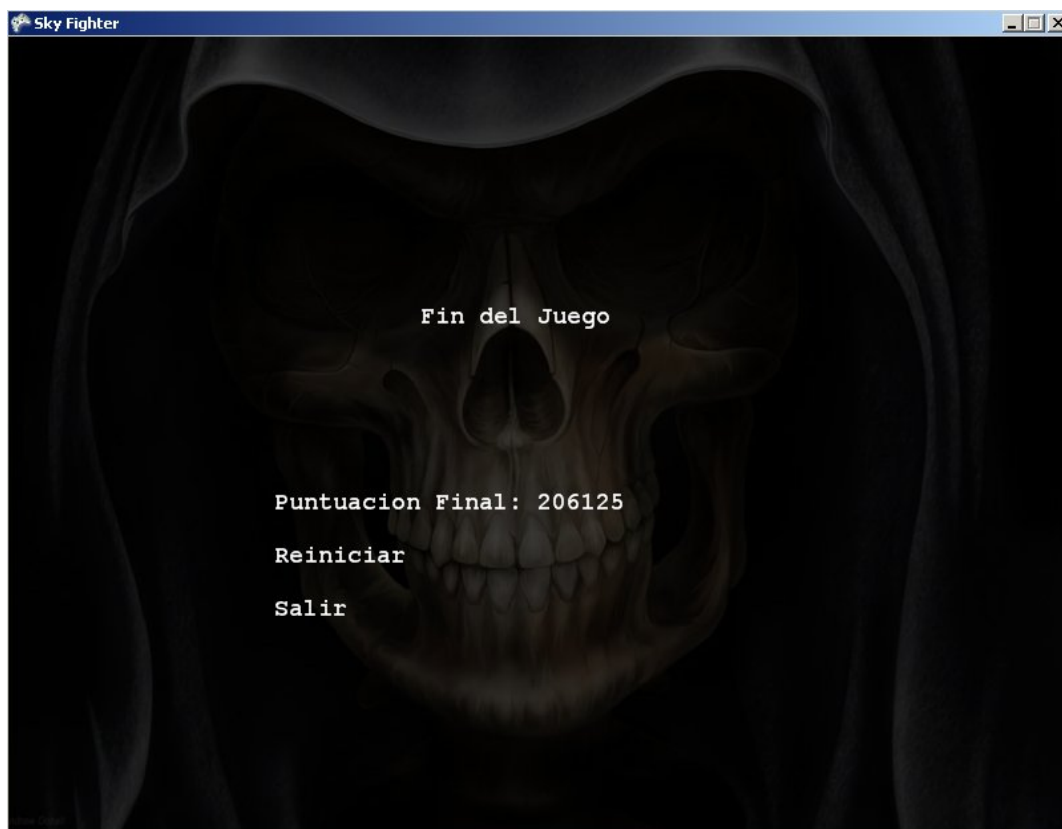 Sky Fighter
Fin del Juego
Puntuacion Final: 206125
Reiniciar
Salir